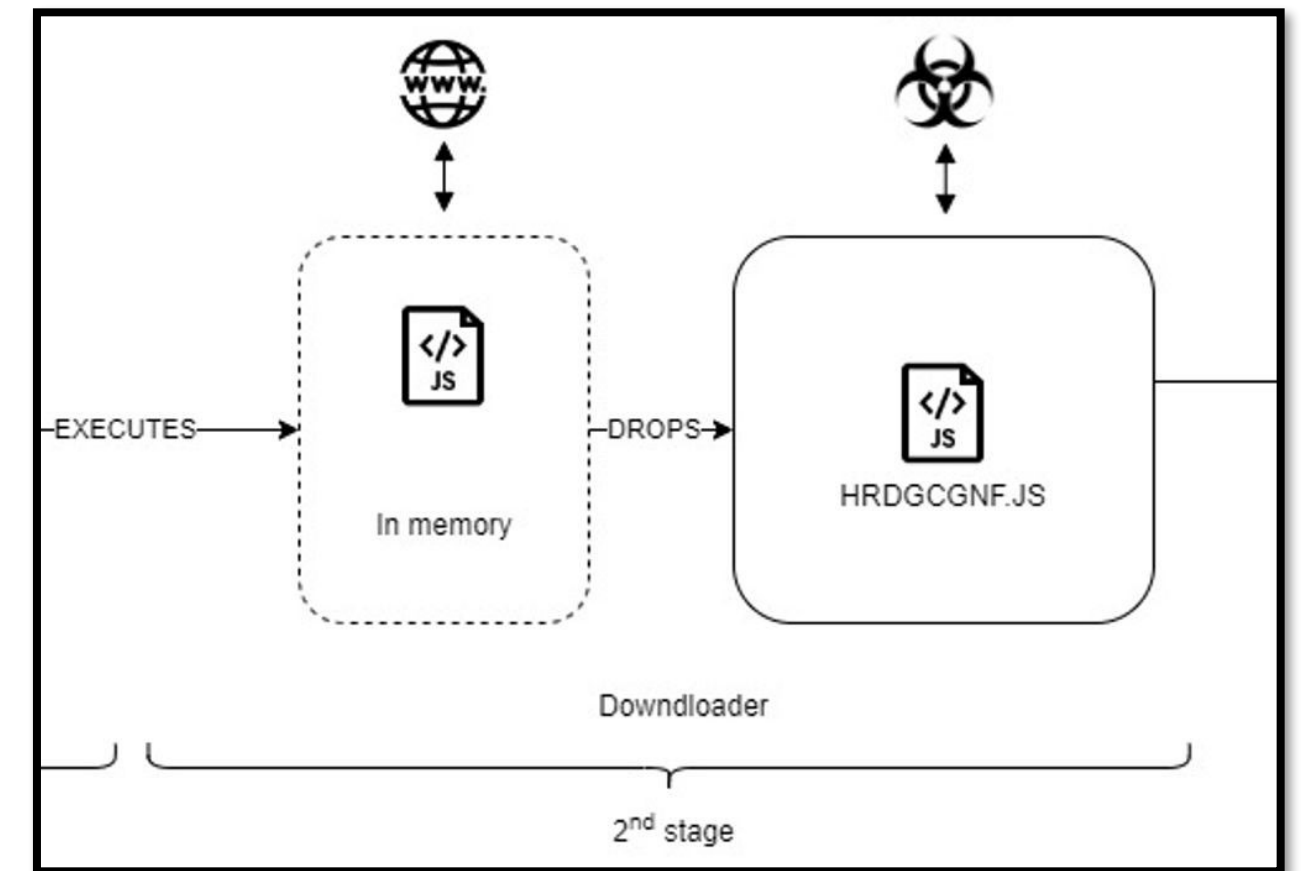 www.
</>
JS
EXECUTES
In memory
DROPS
</>
JS
HRDGCGNF.JS
Downdloader
2nd stage